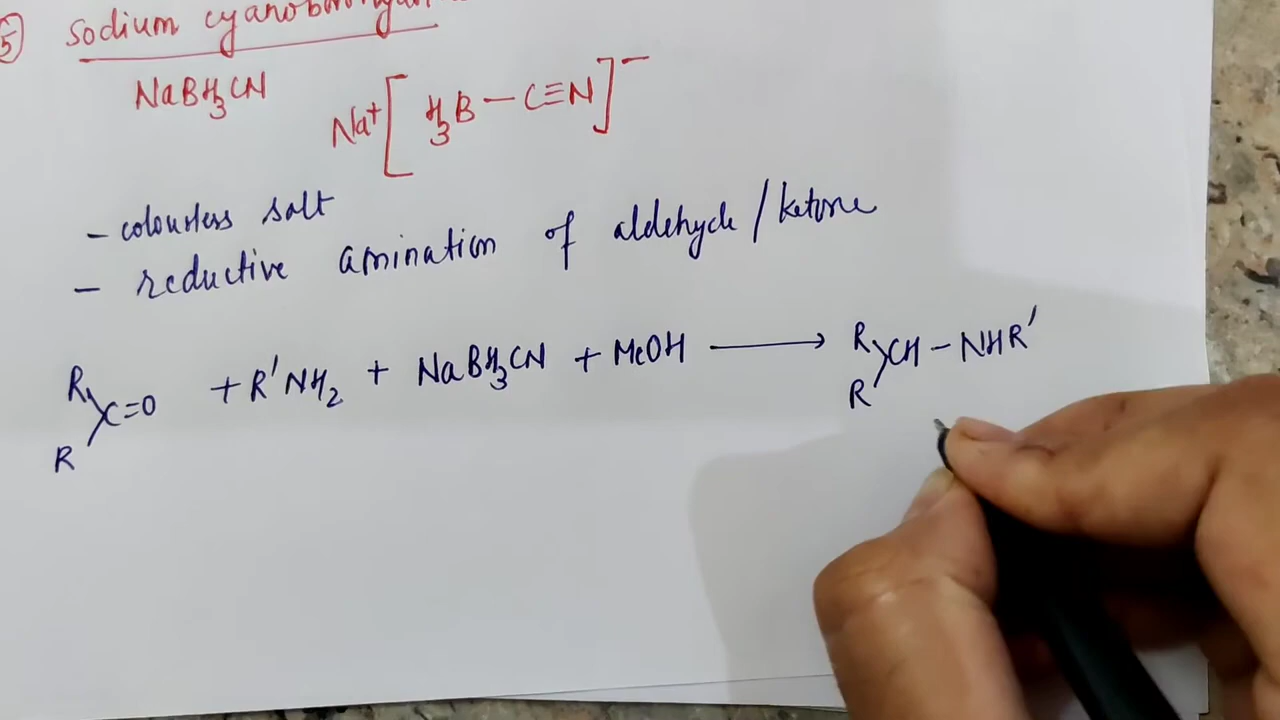 ⑤ sodium
NaBH₃CN
Na⁺[H₃B—C≡N]⁻
- colourless salt
- reductive amination of aldehyde/ketone
R
C=O + R'NH₂ + NaBH₃CN + MeOH ⟶ R
CH-NHR'
R
R